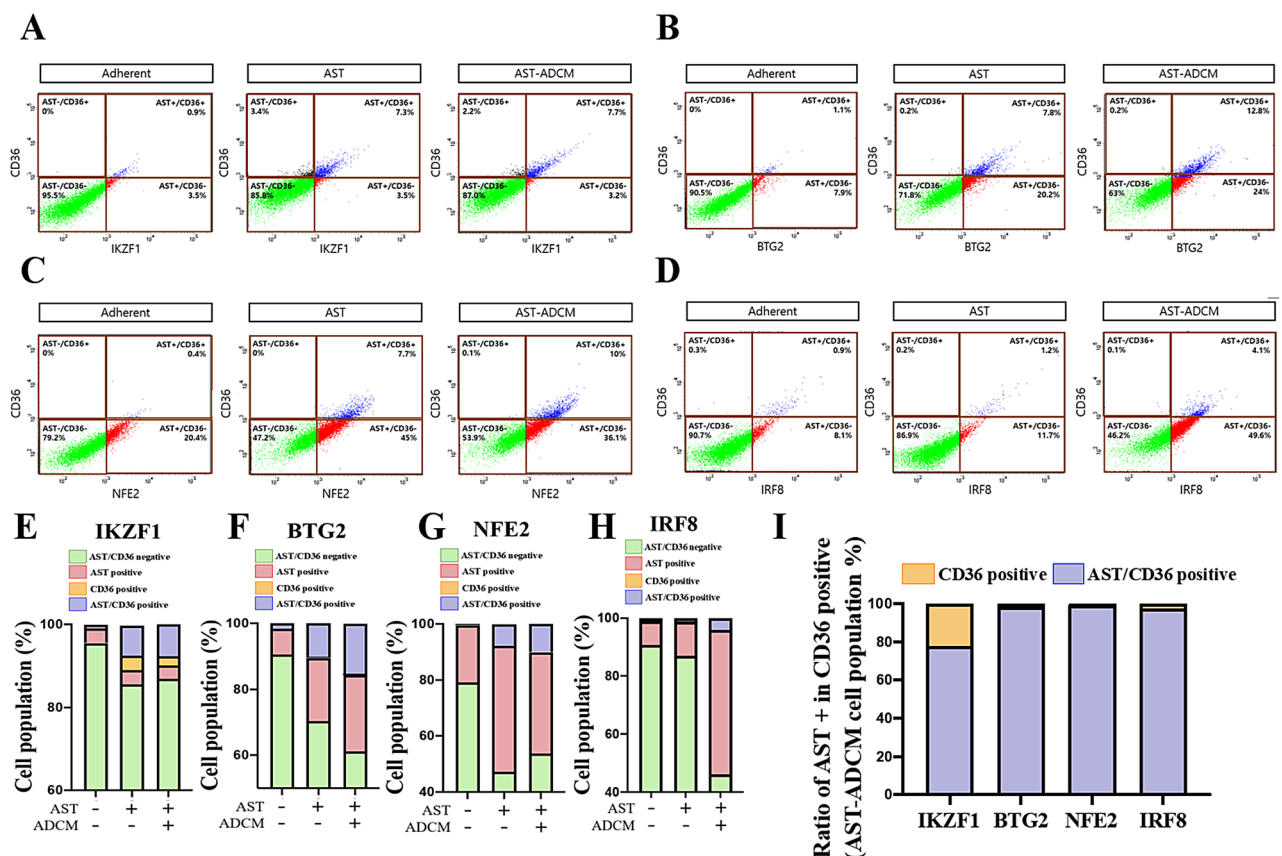 A
B
Adherent
AST
AST-ADCM
Adherent
AST
AST-ADCM
AST-/CD36+
0%
AST+/CD36+
0.9%
AST-/CD36-
95.5%
AST+/CD36-
3.5%
AST-/CD36+
3.4%
AST+/CD36+
7.3%
AST-/CD36-
85.8%
AST+/CD36-
3.5%
AST-/CD36+
2.2%
AST+/CD36+
7.7%
AST-/CD36-
87.0%
AST+/CD36-
3.2%
CD36
CD36
CD36
IKZF1
IKZF1
IKZF1
AST-/CD36+
0%
AST+/CD36+
1.1%
AST-/CD36-
90.5%
AST+/CD36-
7.9%
AST-/CD36+
0.2%
AST+/CD36+
7.8%
AST-/CD36-
71.8%
AST+/CD36-
20.2%
AST-/CD36+
0.2%
AST+/CD36+
12.8%
AST-/CD36-
63%
AST+/CD36-
24%
CD36
CD36
CD36
BTG2
BTG2
BTG2
C
D
Adherent
AST
AST-ADCM
Adherent
AST
AST-ADCM
AST-/CD36+
0%
AST+/CD36+
0.4%
AST-/CD36-
79.2%
AST+/CD36-
20.4%
AST-/CD36+
0%
AST+/CD36+
7.7%
AST-/CD36-
47.2%
AST+/CD36-
45%
AST-/CD36+
0.1%
AST+/CD36+
10%
AST-/CD36-
53.9%
AST+/CD36-
36.1%
CD36
CD36
CD36
NFE2
NFE2
NFE2
AST-/CD36+
0.3%
AST+/CD36+
0.9%
AST-/CD36-
90.7%
AST+/CD36-
8.1%
AST-/CD36+
0.2%
AST+/CD36+
1.2%
AST-/CD36-
86.9%
AST+/CD36-
11.7%
AST-/CD36+
0.1%
AST+/CD36+
4.1%
AST-/CD36-
46.2%
AST+/CD36-
49.6%
CD36
CD36
CD36
IRF8
IRF8
IRF8
E
IKZF1
AST/CD36 negative
AST positive
CD36 positive
AST/CD36 positive
Cell population (%)
100
80
60
AST - + +
ADCM - - +
F
BTG2
AST/CD36 negative
AST positive
CD36 positive
AST/CD36 positive
Cell population (%)
100
80
60
- + +
- - +
G
NFE2
AST/CD36 negative
AST positive
CD36 positive
AST/CD36 positive
Cell population (%)
100
80
60
40
- + +
- - +
H
IRF8
AST/CD36 negative
AST positive
CD36 positive
AST/CD36 positive
Cell population (%)
100
80
60
40
AST - + +
ADCM - - +
I
CD36 positive
AST/CD36 positive
Ratio of AST + in CD36 positive
(AST-ADCM cell population %)
100
80
60
40
20
0
IKZF1 BTG2 NFE2 IRF8